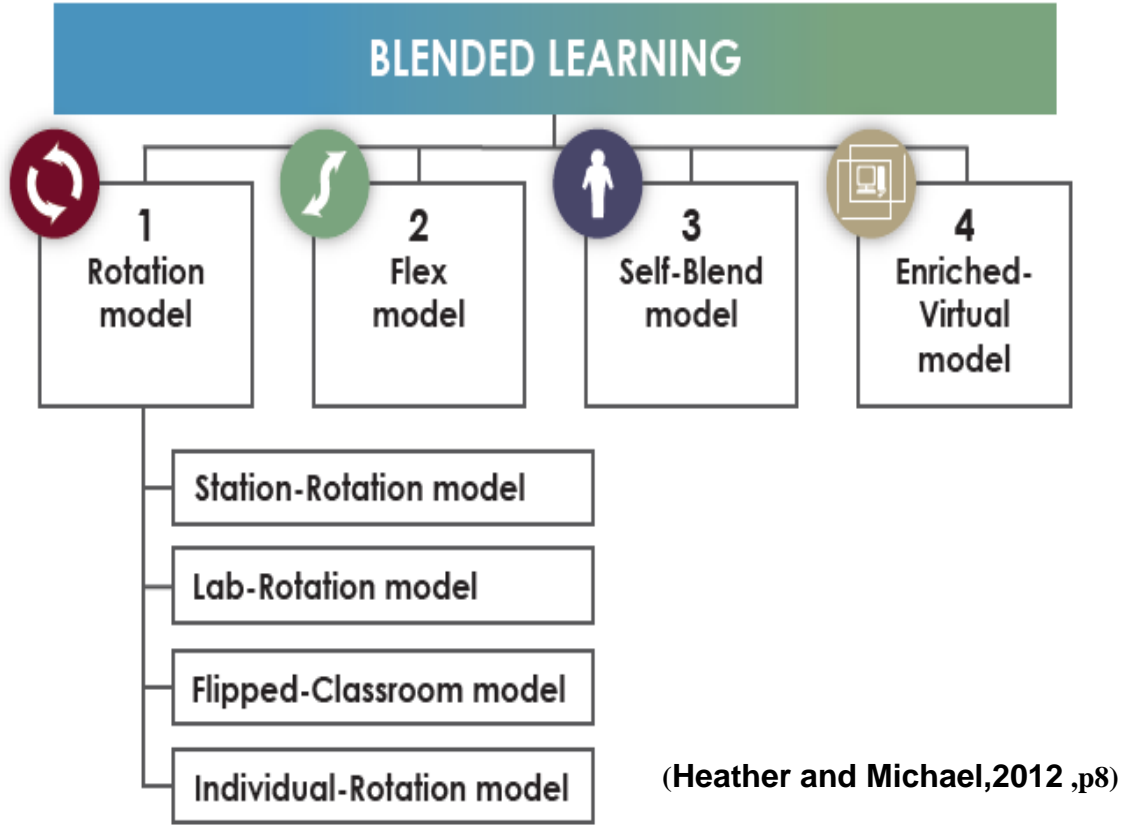 BLENDED LEARNING
1
Rotation
model
2
Flex
model
3
Self-Blend
model
4
Enriched-
Virtual
model
Station-Rotation model
Lab-Rotation model
Flipped-Classroom model
Individual-Rotation model
(Heather and Michael,2012 ,p8)